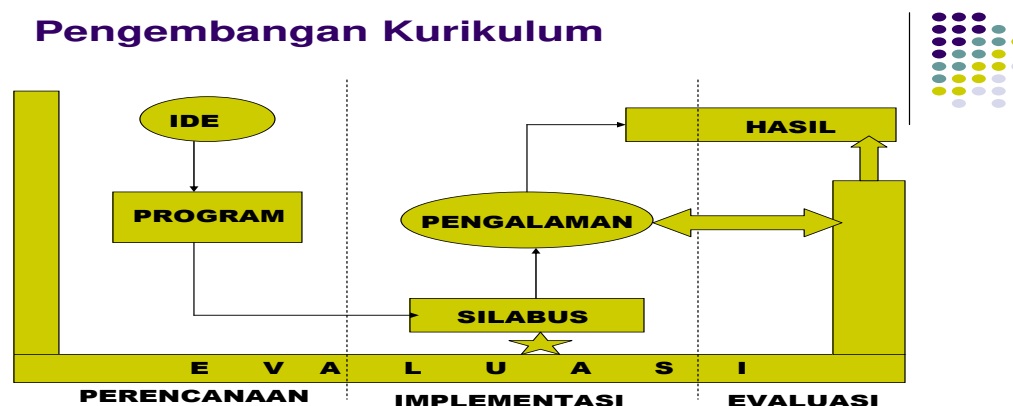 Pengembangan Kurikulum
IDE
HASIL
PROGRAM
PENGALAMAN
SILABUS
E V A L U A S I
PERENCANAAN
IMPLEMENTASI
EVALUASI